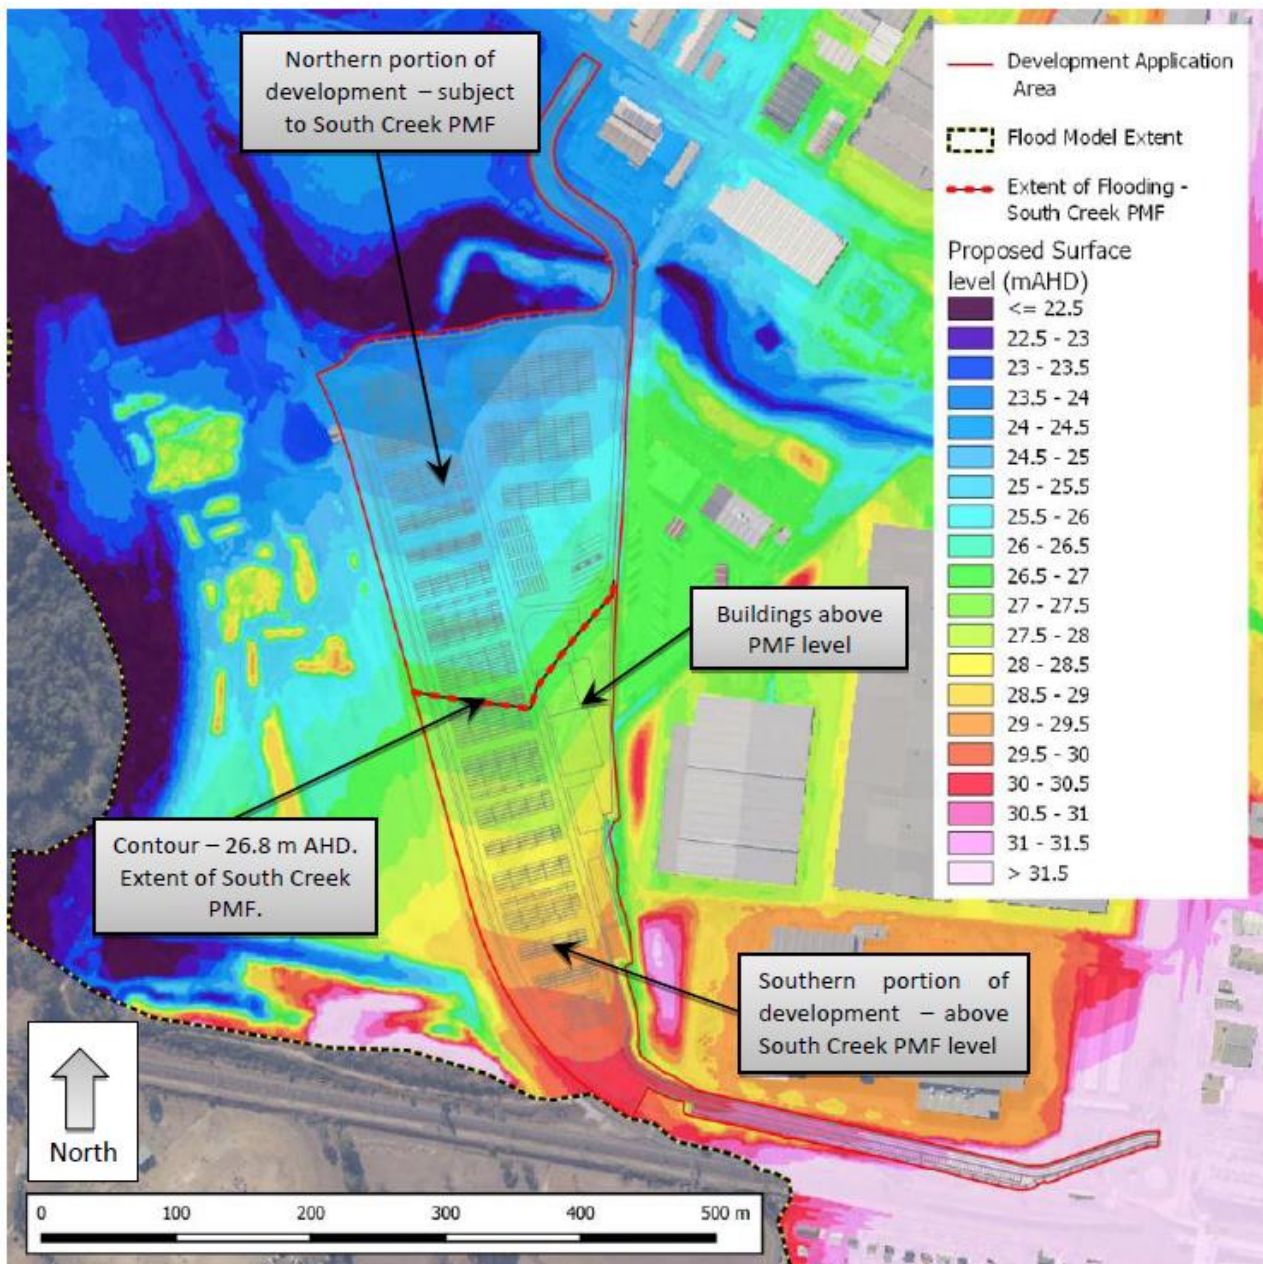 Northern portion of
development – subject
to South Creek PMF
Development Application
Area
Flood Model Extent
Extent of Flooding -
South Creek PMF
Proposed Surface
level (mAHD)
<= 22.5
22.5 - 23
23 - 23.5
23.5 - 24
24 - 24.5
24.5 - 25
25 - 25.5
25.5 - 26
26 - 26.5
26.5 - 27
27 - 27.5
27.5 - 28
28 - 28.5
28.5 - 29
29 - 29.5
29.5 - 30
30 - 30.5
30.5 - 31
31 - 31.5
> 31.5
Buildings above
PMF level
Contour – 26.8 m AHD.
Extent of South Creek
PMF.
Southern portion of
development – above
South Creek PMF level
North
0 100 200 300 400 500 m